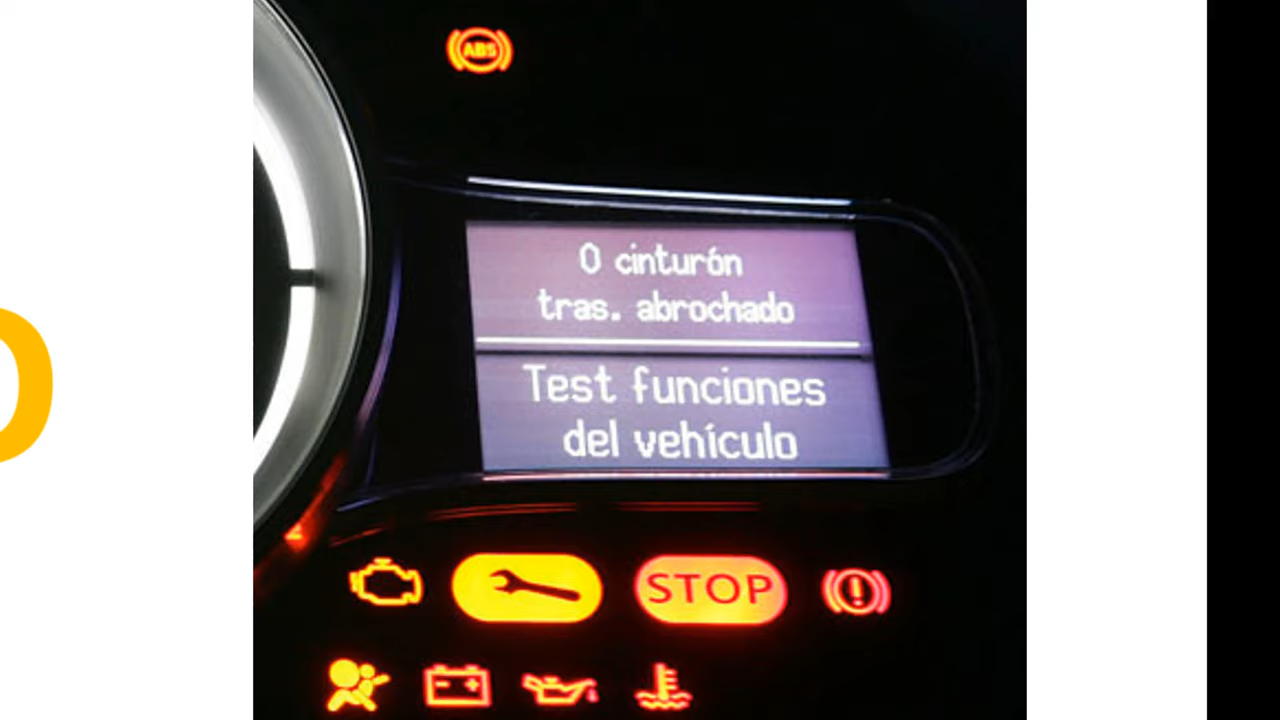 ABS
0 cinturón
tras. abrochado
Test funciones
del vehículo
STOP